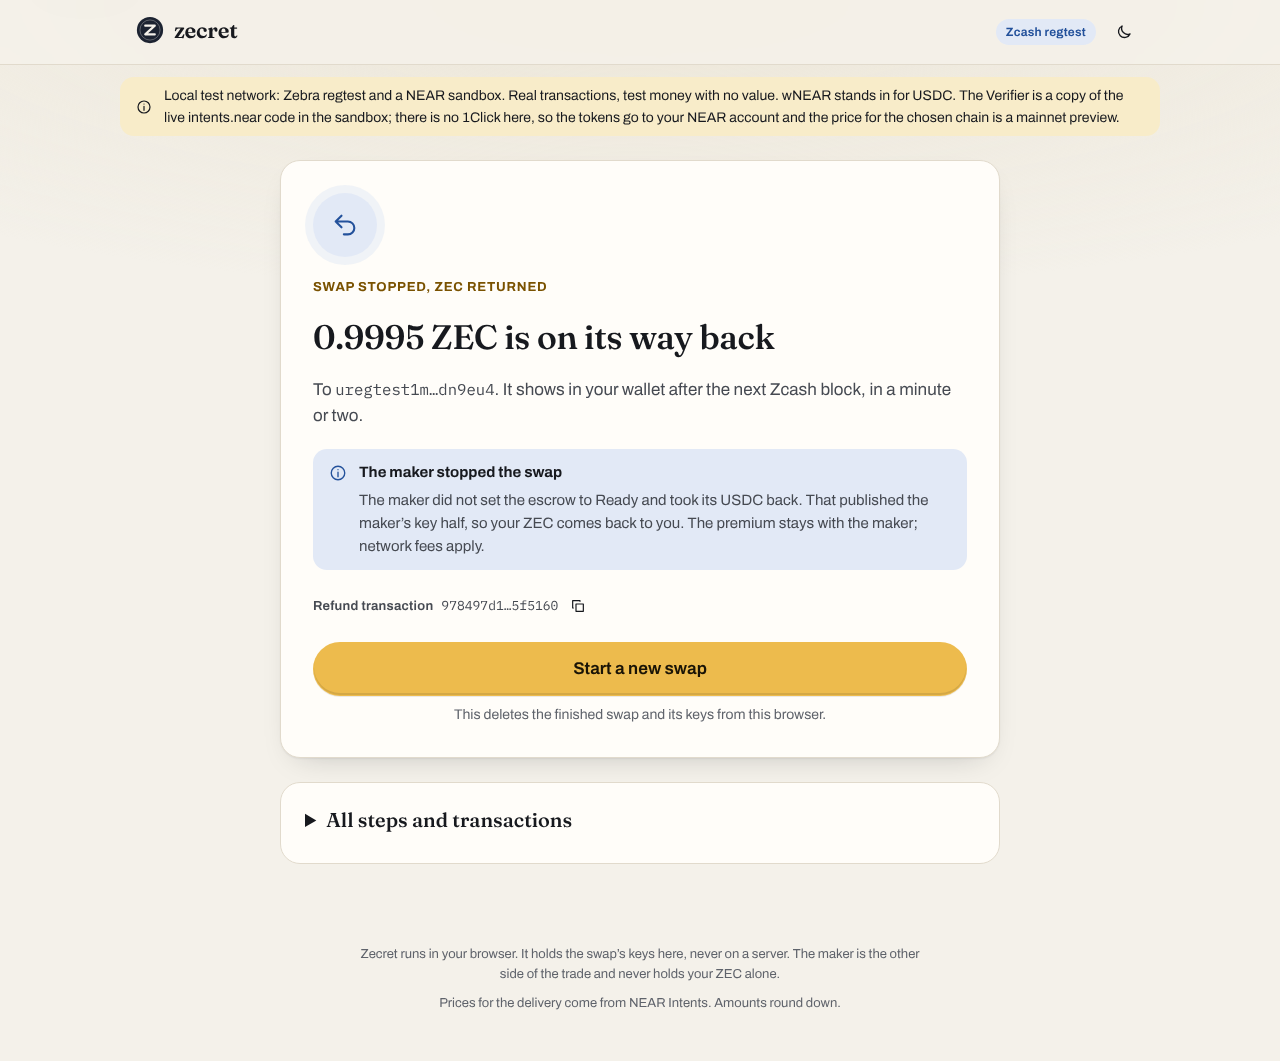 zecret
Zcash regtest
Local test network: Zebra regtest and a NEAR sandbox. Real transactions, test money with no value. wNEAR stands in for USDC. The Verifier is a copy of the
live intents.near code in the sandbox; there is no 1Click here, so the tokens go to your NEAR account and the price for the chosen chain is a mainnet preview.
SWAP STOPPED, ZEC RETURNED
0.9995 ZEC is on its way back
To uregtest1m…dn9eu4. It shows in your wallet after the next Zcash block, in a minute
or two.
The maker stopped the swap
The maker did not set the escrow to Ready and took its USDC back. That published the
maker’s key half, so your ZEC comes back to you. The premium stays with the maker;
network fees apply.
Refund transaction 978497d1…5f5160
Start a new swap
This deletes the finished swap and its keys from this browser.
All steps and transactions
Zecret runs in your browser. It holds the swap’s keys here, never on a server. The maker is the other
side of the trade and never holds your ZEC alone.
Prices for the delivery come from NEAR Intents. Amounts round down.